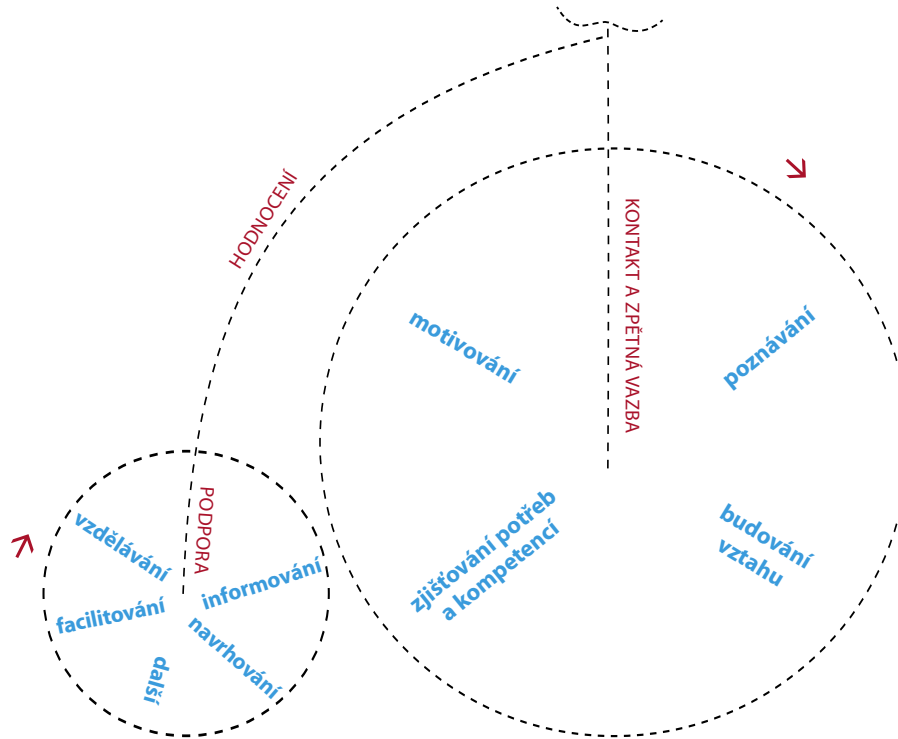 HODNOCENÍ
KONTAKT A ZPĚTNÁ VAZBA
motivování
poznávání
zjišťování potřeb
a kompetencí
budování
vztahu
PODPORA
vzdělávání
informování
facilitování
navrhování
další